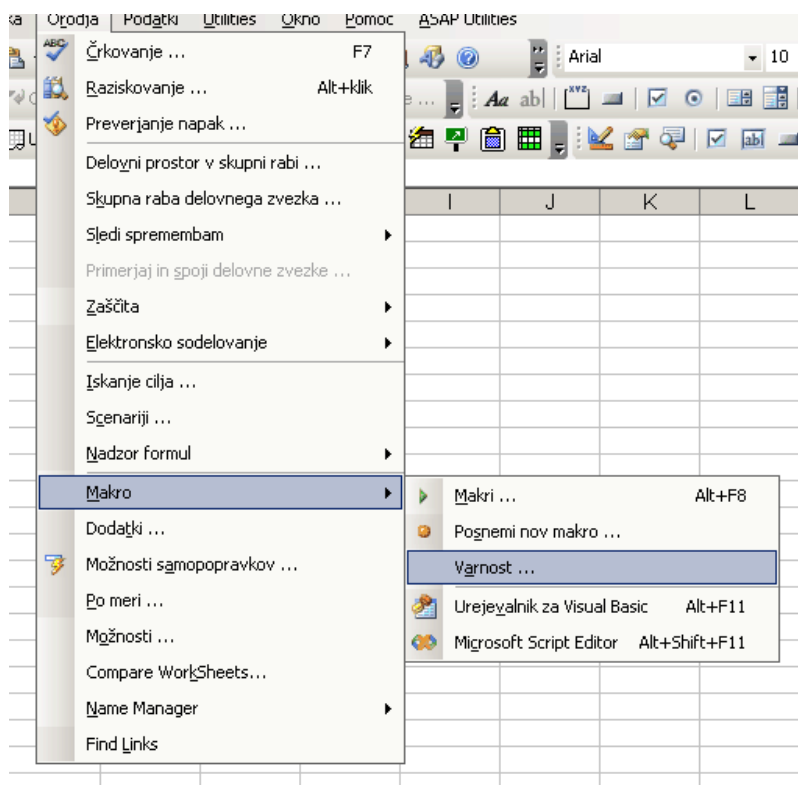 Orodja Podatki Utilities Okno Pomoč ASAP Utilities
Črkovanje ... F7
Arial 10
Raziskovanje ... Alt+klik
Aa ab XYZ
Preverjanje napak ...
Delovni prostor v skupni rabi ...
Skupna raba delovnega zvezka ...
I J K L
Sledi spremembam
Primerjaj in spoji delovne zvezke ...
Zaščita
Elektronsko sodelovanje
Iskanje cilja ...
Scenariji ...
Nadzor formul
Makro
Dodatki ...
Možnosti samopopravkov ...
Po meri ...
Možnosti ...
Compare WorkSheets...
Name Manager
Find Links
Makri ... Alt+F8
Posnemi nov makro ...
Varnost ...
Urejevalnik za Visual Basic Alt+F11
Microsoft Script Editor Alt+Shift+F11